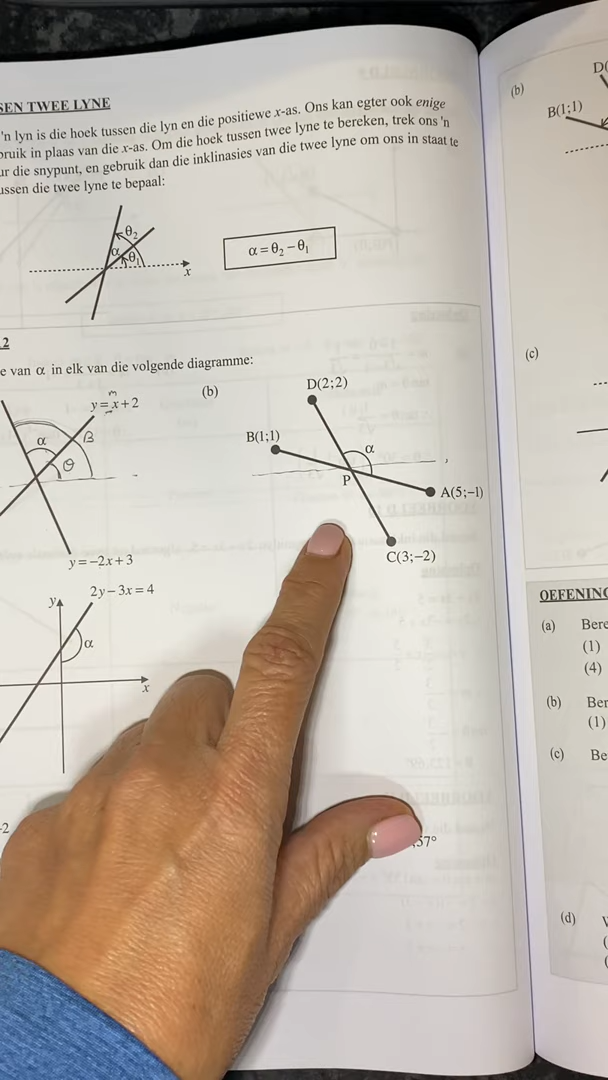 SEN TWEE LYNE
'n lyn is die hoek tussen die lyn en die positiewe x-as. Ons kan egter ook enige
bruik in plaas van die x-as. Om die hoek tussen twee lyne te bereken, trek ons 'n
ur die snypunt, en gebruik dan die inklinasies van die twee lyne om ons in staat te
ussen die twee lyne te bepaal:
θ₂
α
θ₁
x
α = θ₂ − θ₁
2
e van α in elk van die volgende diagramme:
m
y = x + 2
α
B
θ
y = −2x + 3
(b)
D(2;2)
B(1;1)
α
P
A(5;−1)
C(3;−2)
y
2y − 3x = 4
α
x
-2
,57°
(b)
D(
B(1;1)
(c)
OEFENING
(a) Bere
(1)
(4)
(b) Ber
(1)
(c) Be
(d)